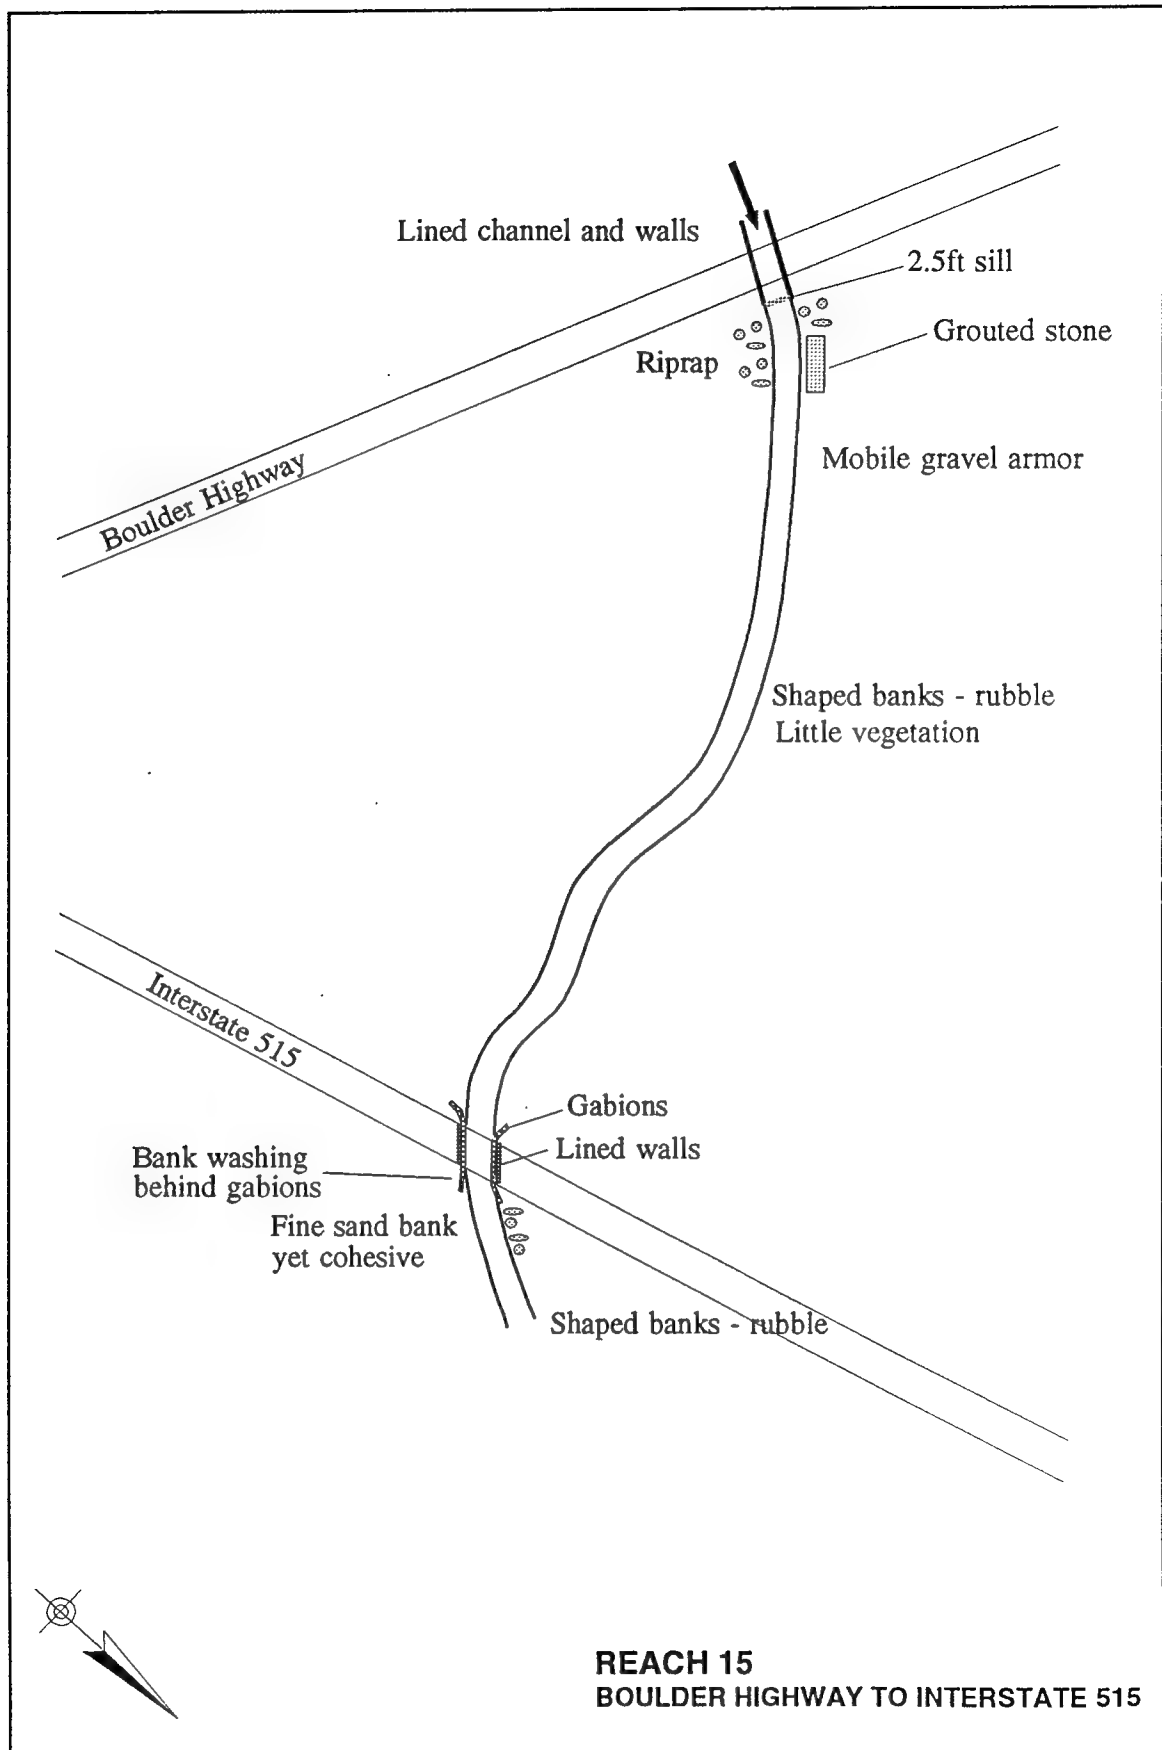 Lined channel and walls
2.5ft sill
Grouted stone
Riprap
Mobile gravel armor
Boulder Highway
Shaped banks - rubble
Little vegetation
Interstate 515
Gabions
Lined walls
Bank washing
behind gabions
Fine sand bank
yet cohesive
Shaped banks - rubble
REACH 15
BOULDER HIGHWAY TO INTERSTATE 515